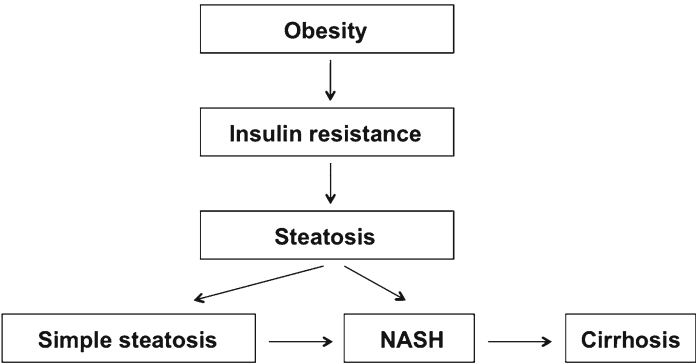 Obesity
Insulin resistance
Steatosis
Simple steatosis
NASH
Cirrhosis